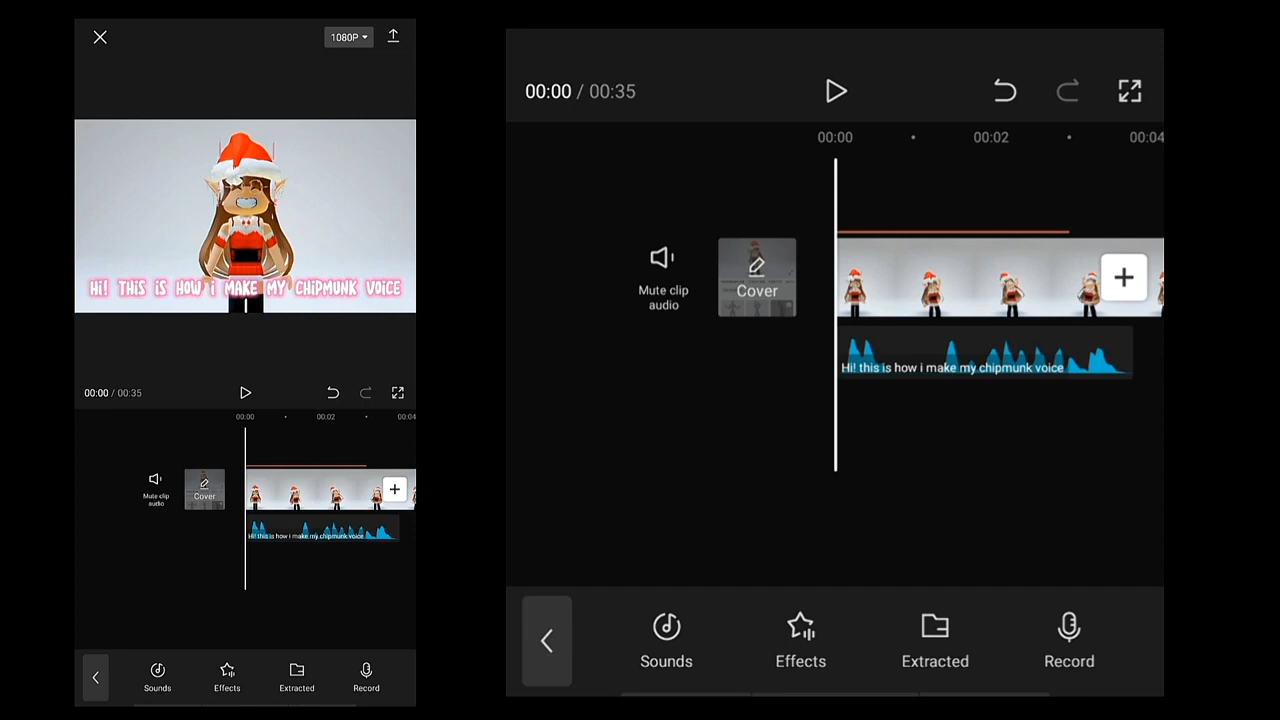 1080P
Hi! THIS IS HOW i MAKE MY CHIPMUNK VOICE
00:00 / 00:35
00:00
00:02
00:04
Mute clip
audio
Cover
Hi! this is how i make my chipmunk voice
Sounds
Effects
Extracted
Record
00:00 / 00:35
00:00
00:02
00:04
Mute clip
audio
Cover
Hi! this is how i make my chipmunk voice
Sounds
Effects
Extracted
Record